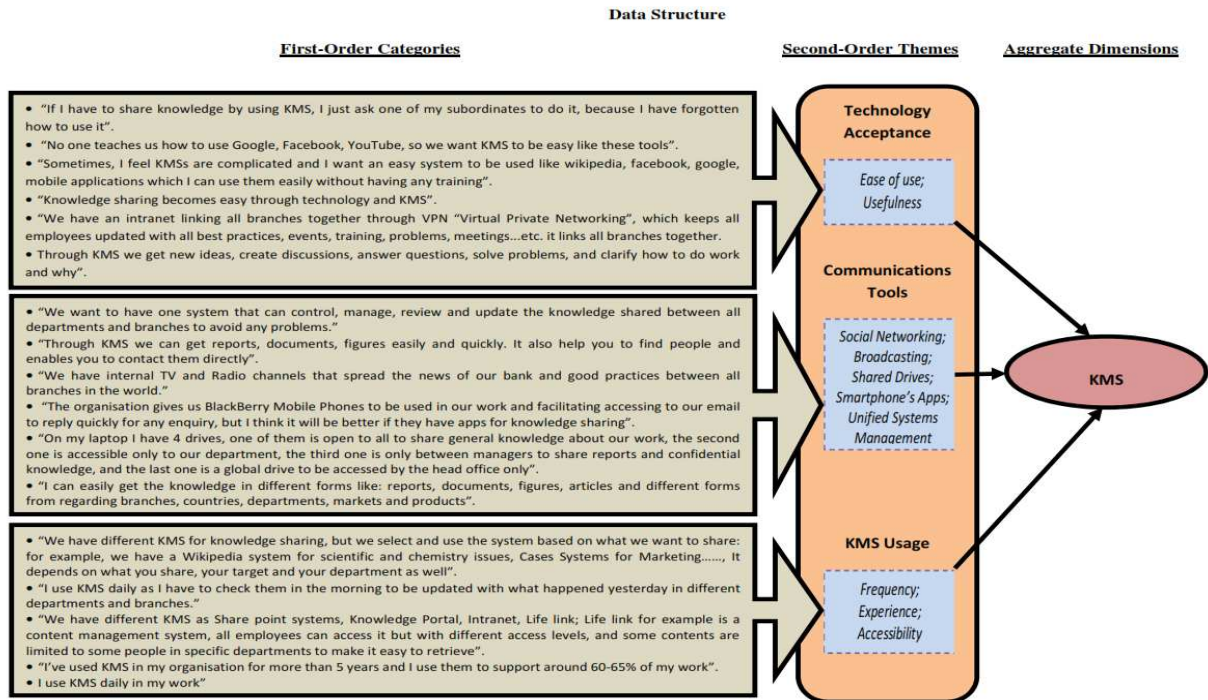 Data Structure
First-Order Categories
Second-Order Themes
Aggregate Dimensions
• “If I have to share knowledge by using KMS, I just ask one of my subordinates to do it, because I have forgotten
how to use it”.
• “No one teaches us how to use Google, Facebook, YouTube, so we want KMS to be easy like these tools”.
• “Sometimes, I feel KMSs are complicated and I want an easy system to be used like wikipedia, facebook, google,
mobile applications which I can use them easily without having any training”.
• “Knowledge sharing becomes easy through technology and KMS”.
• “We have an intranet linking all branches together through VPN “Virtual Private Networking”, which keeps all
employees updated with all best practices, events, training, problems, meetings...etc. it links all branches together.
• Through KMS we get new ideas, create discussions, answer questions, solve problems, and clarify how to do work
and why”.
Technology
Acceptance
Ease of use;
Usefulness
• “We want to have one system that can control, manage, review and update the knowledge shared between all
departments and branches to avoid any problems.”
• “Through KMS we can get reports, documents, figures easily and quickly. It also help you to find people and
enables you to contact them directly”.
• “We have internal TV and Radio channels that spread the news of our bank and good practices between all
branches in the world.”
• “The organisation gives us BlackBerry Mobile Phones to be used in our work and facilitating accessing to our email
to reply quickly for any enquiry, but I think it will be better if they have apps for knowledge sharing”.
• “On my laptop I have 4 drives, one of them is open to all to share general knowledge about our work, the second
one is accessible only to our department, the third one is only between managers to share reports and confidential
knowledge, and the last one is a global drive to be accessed by the head office only”.
• “I can easily get the knowledge in different forms like: reports, documents, figures, articles and different forms
from regarding branches, countries, departments, markets and products”.
Communications
Tools
Social Networking;
Broadcasting;
Shared Drives;
Smartphone’s Apps;
Unified Systems
Management
KMS
• “We have different KMS for knowledge sharing, but we select and use the system based on what we want to share:
for example, we have a Wikipedia system for scientific and chemistry issues, Cases Systems for Marketing......, It
depends on what you share, your target and your department as well”.
• “I use KMS daily as I have to check them in the morning to be updated with what happened yesterday in different
departments and branches.”
• “We have different KMS as Share point systems, Knowledge Portal, Intranet, Life link; Life link for example is a
content management system, all employees can access it but with different access levels, and some contents are
limited to some people in specific departments to make it easy to retrieve”.
• “I’ve used KMS in my organisation for more than 5 years and I use them to support around 60-65% of my work”.
• I use KMS daily in my work”
KMS Usage
Frequency;
Experience;
Accessibility